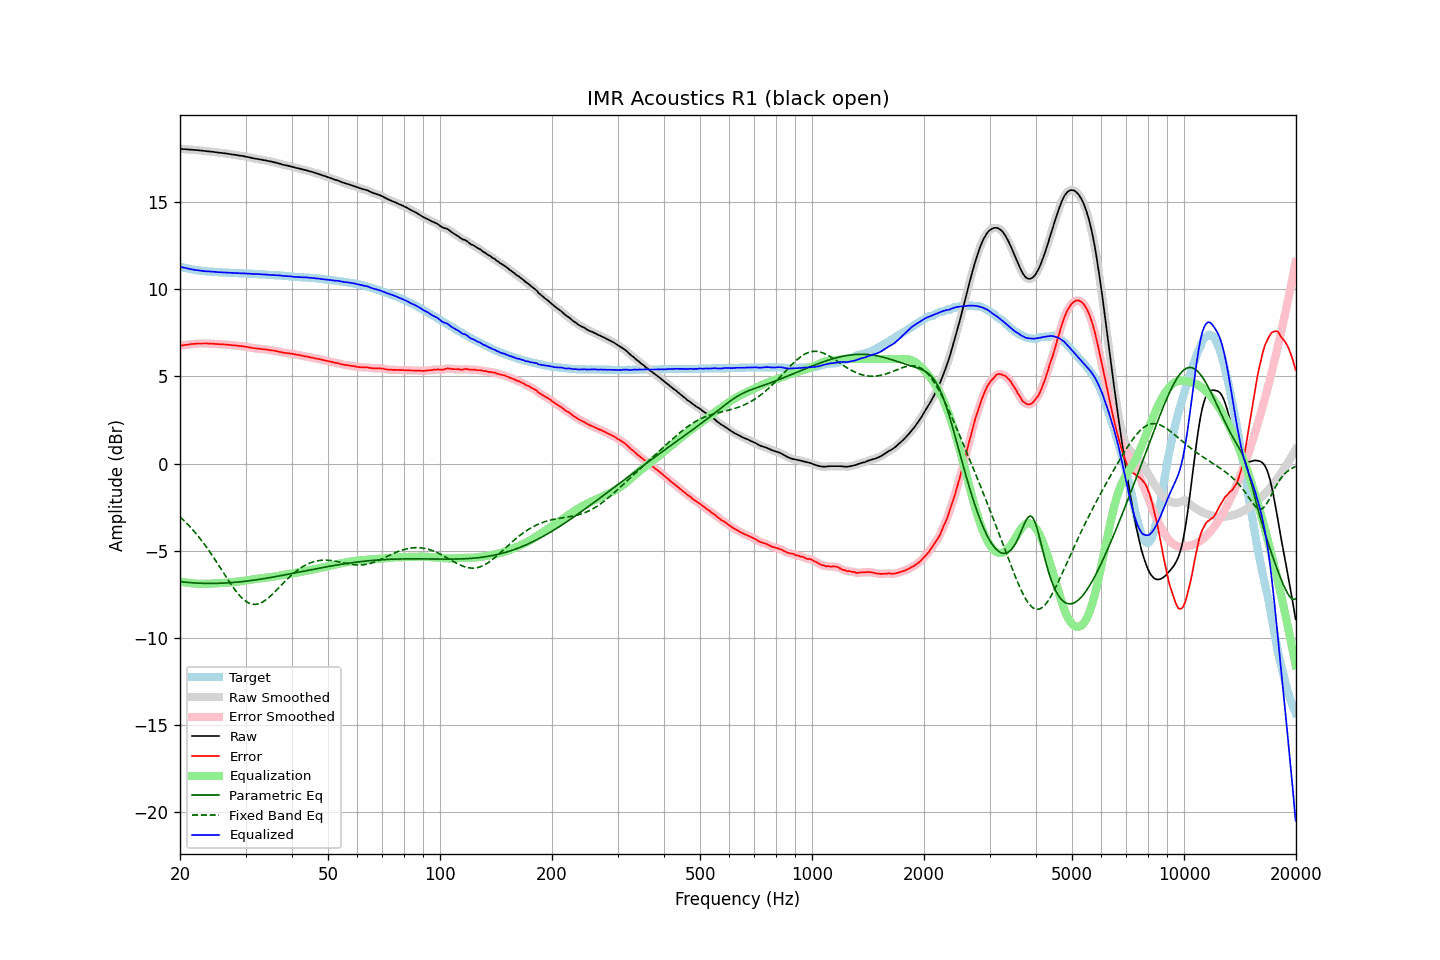 IMR Acoustics R1 (black open)
Amplitude (dBr)
15
10
5
0
−5
−10
−15
−20
Target
Raw Smoothed
Error Smoothed
Raw
Error
Equalization
Parametric Eq
Fixed Band Eq
Equalized
20 50 100 200 500 1000 2000 5000 10000 20000
Frequency (Hz)